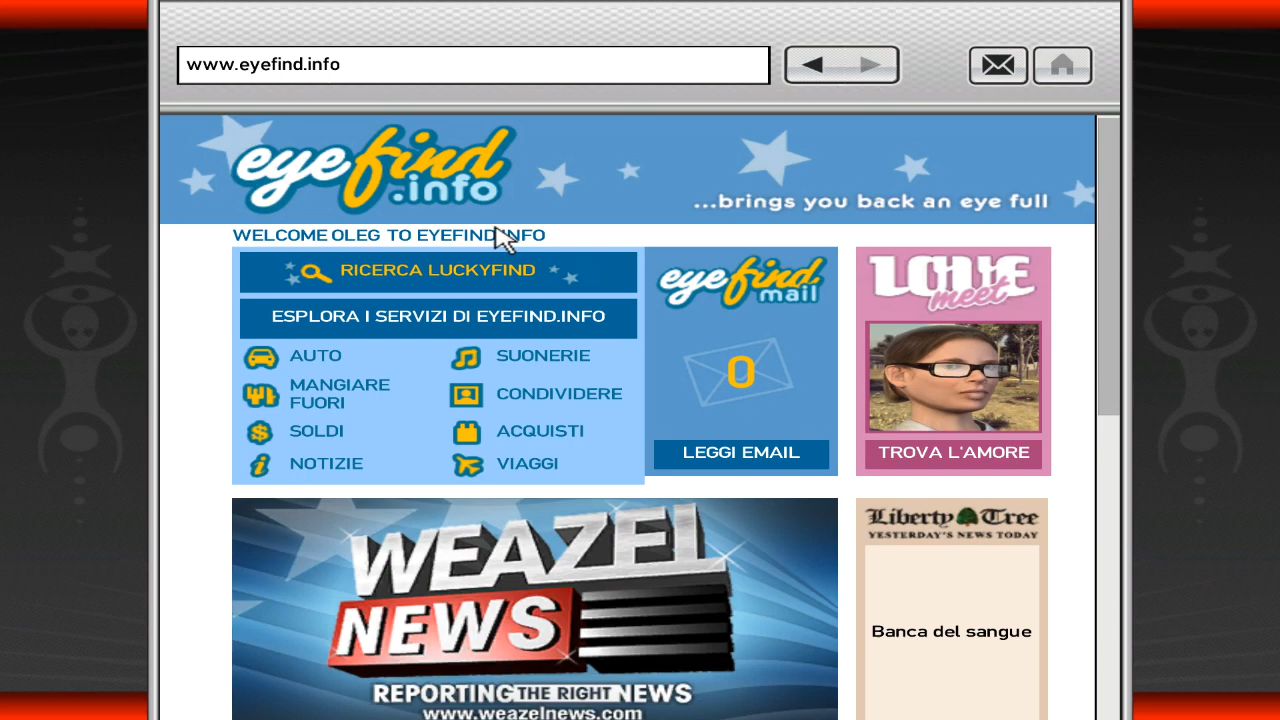 www.eyefind.info
eyefind
.info
...brings you back an eye full
WELCOME OLEG TO EYEFIND.INFO
RICERCA LUCKYFIND
ESPLORA I SERVIZI DI EYEFIND.INFO
AUTO
SUONERIE
MANGIARE
FUORI
CONDIVIDERE
SOLDI
ACQUISTI
NOTIZIE
VIAGGI
eyefind
mail
0
LEGGI EMAIL
LOVE
meet
TROVA L'AMORE
WEAZEL
NEWS
REPORTING THE RIGHT NEWS
www.weazelnews.com
Liberty Tree
YESTERDAY'S NEWS TODAY
Banca del sangue